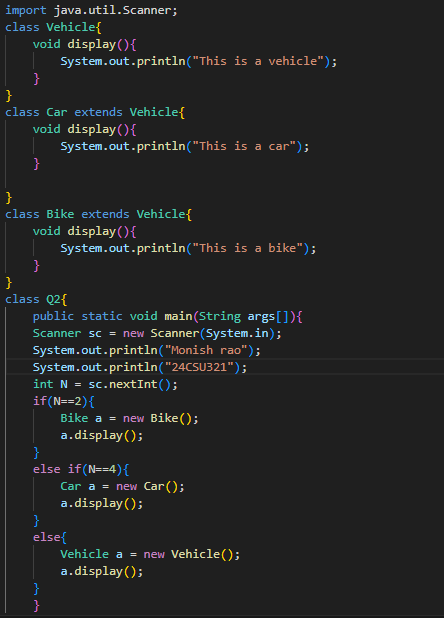 import java.util.Scanner;
class Vehicle{
    void display(){
        System.out.println("This is a vehicle");
    }
}
class Car extends Vehicle{
    void display(){
        System.out.println("This is a car");
    }

}
class Bike extends Vehicle{
    void display(){
        System.out.println("This is a bike");
    }
}
class Q2{
    public static void main(String args[]){
    Scanner sc = new Scanner(System.in);
    System.out.println("Monish rao");
    System.out.println("24CSU321");
    int N = sc.nextInt();
    if(N==2){
        Bike a = new Bike();
        a.display();
    }
    else if(N==4){
        Car a = new Car();
        a.display();
    }
    else{
        Vehicle a = new Vehicle();
        a.display();
    }
    }